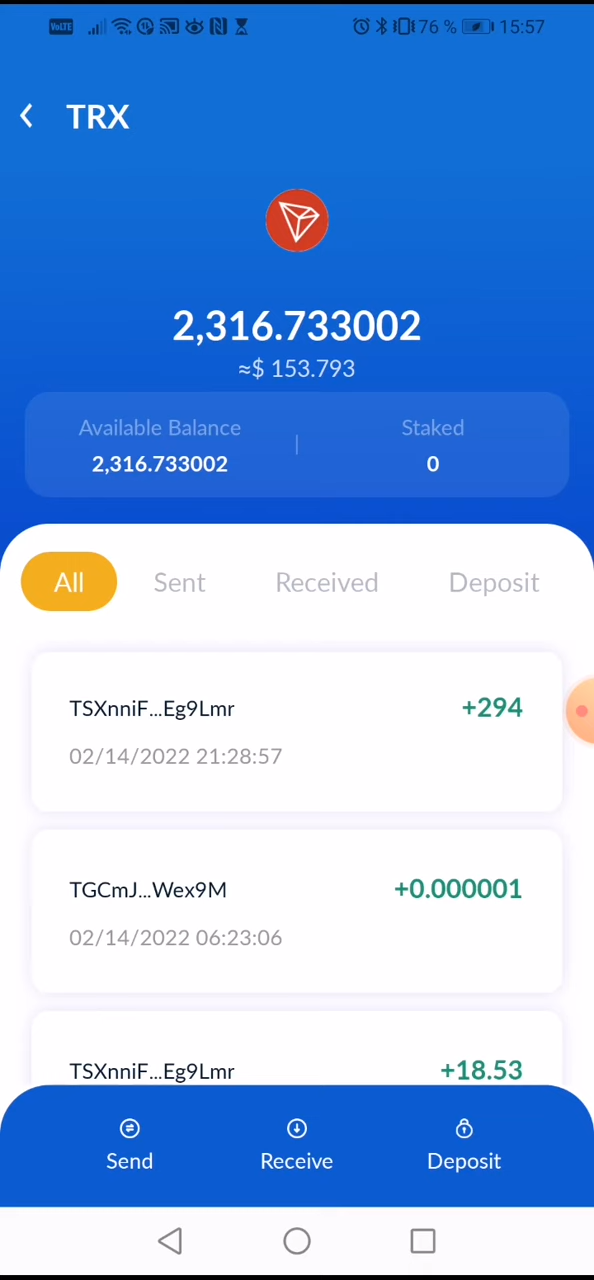 VoLTE 76 % 15:57
TRX
2,316.733002
≈$ 153.793
Available Balance Staked
2,316.733002 0
All Sent Received Deposit
TSXnniF...Eg9Lmr +294
02/14/2022 21:28:57
TGCmJ...Wex9M +0.000001
02/14/2022 06:23:06
TSXnniF...Eg9Lmr +18.53
Send Receive Deposit